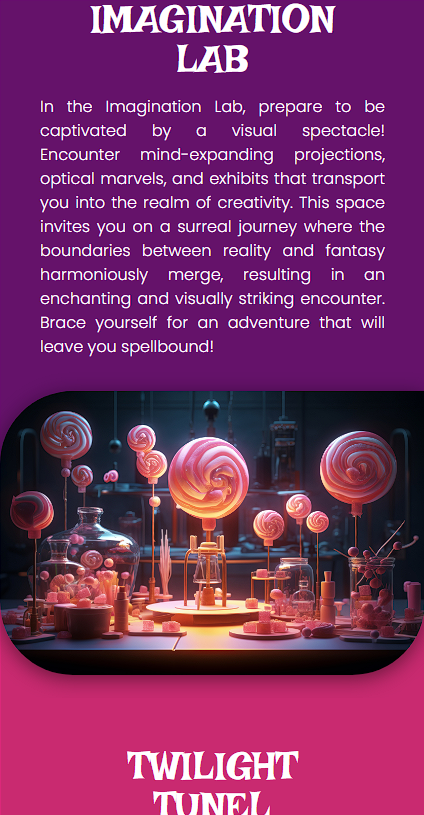 IMAGINATION
LAB
In the Imagination Lab, prepare to be
captivated by a visual spectacle!
Encounter mind-expanding projections,
optical marvels, and exhibits that transport
you into the realm of creativity. This space
invites you on a surreal journey where the
boundaries between reality and fantasy
harmoniously merge, resulting in an
enchanting and visually striking encounter.
Brace yourself for an adventure that will
leave you spellbound!
TWILIGHT
TUNEL